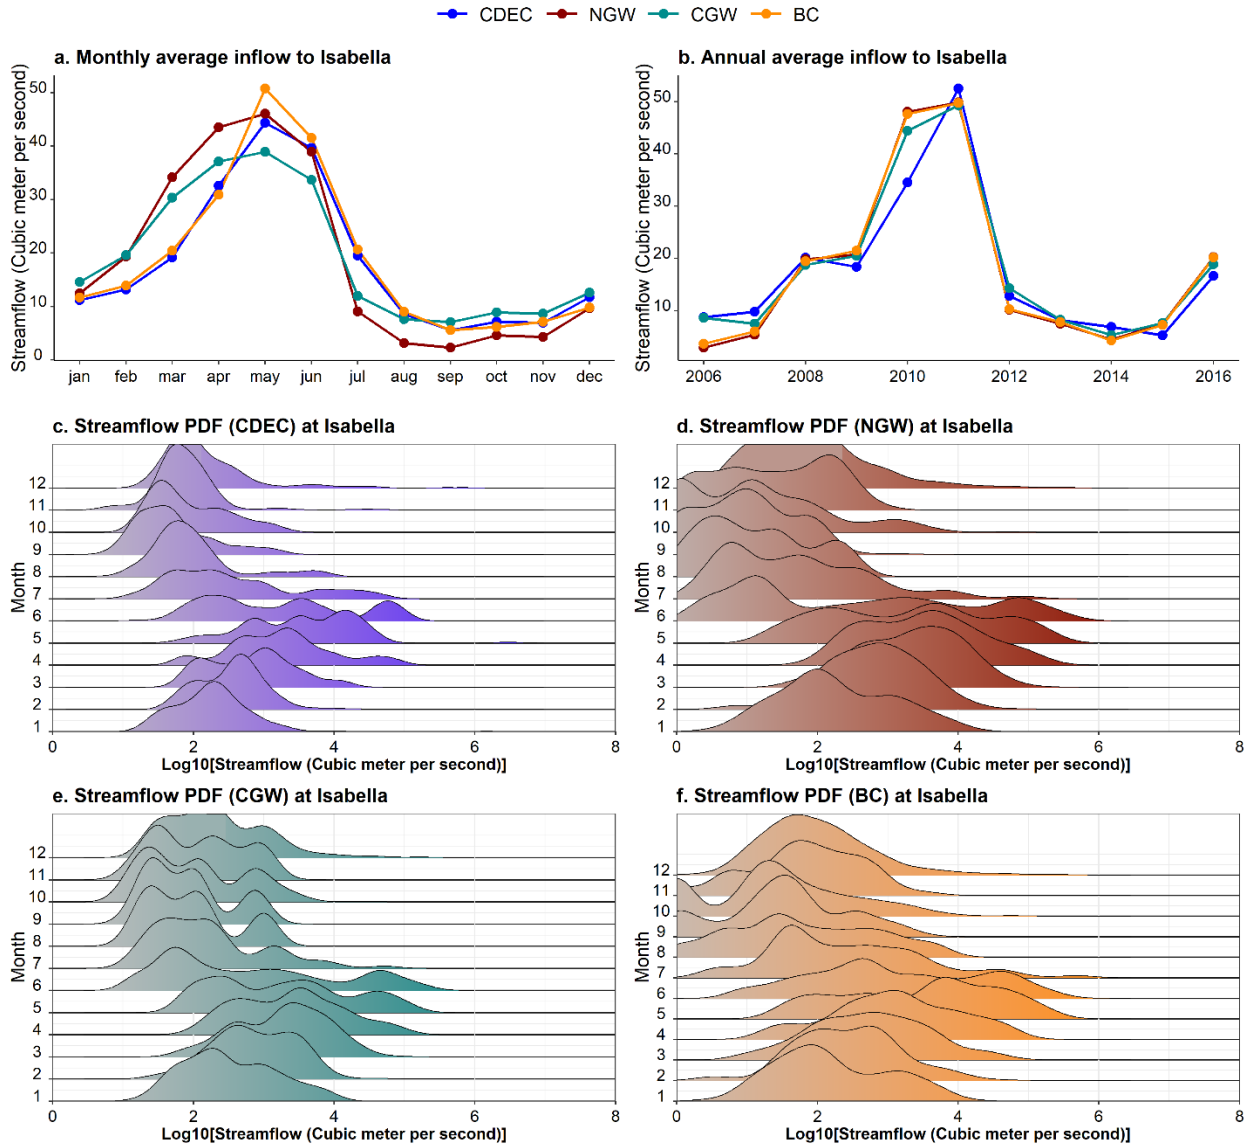 CDEC NGW CGW BC
a. Monthly average inflow to Isabella
Streamflow (Cubic meter per second)
50
40
30
20
10
0
jan feb mar apr may jun jul aug sep oct nov dec
b. Annual average inflow to Isabella
Streamflow (Cubic meter per second)
50
40
30
20
10
2006 2008 2010 2012 2014 2016
c. Streamflow PDF (CDEC) at Isabella
Month
12
11
10
9
8
7
6
5
4
3
2
1
0 2 4 6 8
Log10[Streamflow (Cubic meter per second)]
d. Streamflow PDF (NGW) at Isabella
Month
12
11
10
9
8
7
6
5
4
3
2
1
0 2 4 6 8
Log10[Streamflow (Cubic meter per second)]
e. Streamflow PDF (CGW) at Isabella
Month
12
11
10
9
8
7
6
5
4
3
2
1
0 2 4 6 8
Log10[Streamflow (Cubic meter per second)]
f. Streamflow PDF (BC) at Isabella
Month
12
11
10
9
8
7
6
5
4
3
2
1
0 2 4 6 8
Log10[Streamflow (Cubic meter per second)]